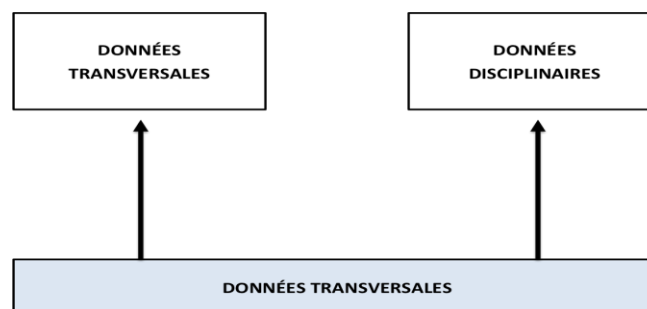 DONNÉES
TRANSVERSALES
DONNÉES
DISCIPLINAIRES
DONNÉES TRANSVERSALES